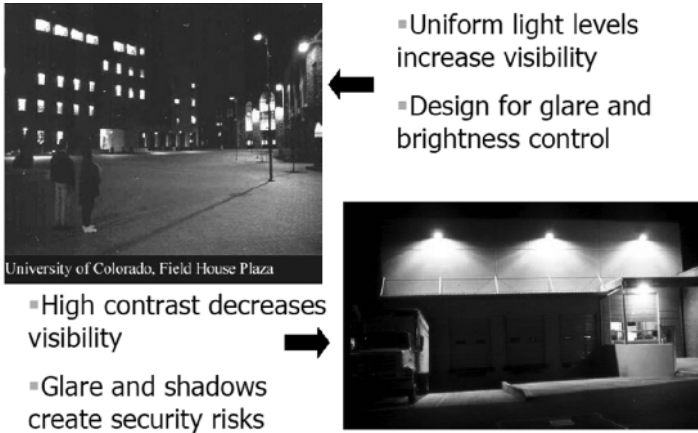 ▪Uniform light levels
increase visibility
▪Design for glare and
brightness control
University of Colorado, Field House Plaza
▪High contrast decreases
visibility
▪Glare and shadows
create security risks